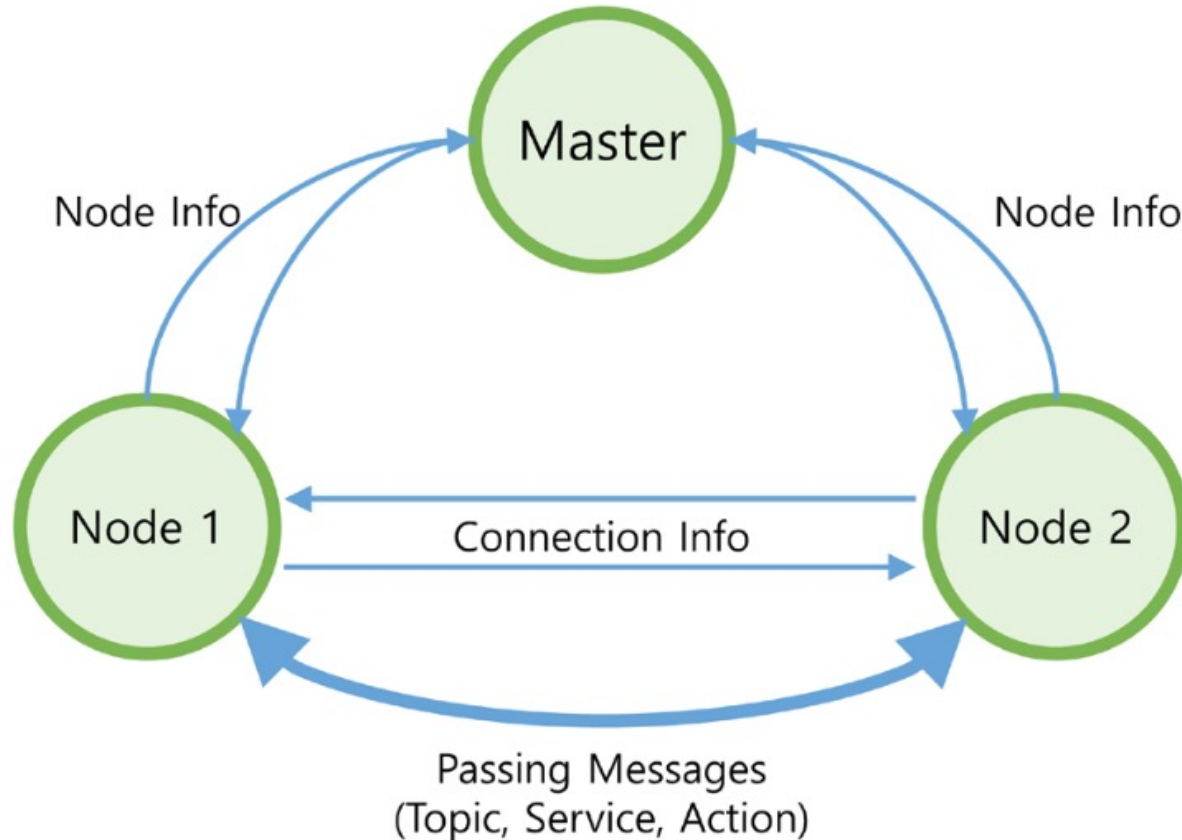 Master
Node Info
Node Info
Node 1
Connection Info
Node 2
Passing Messages
(Topic, Service, Action)